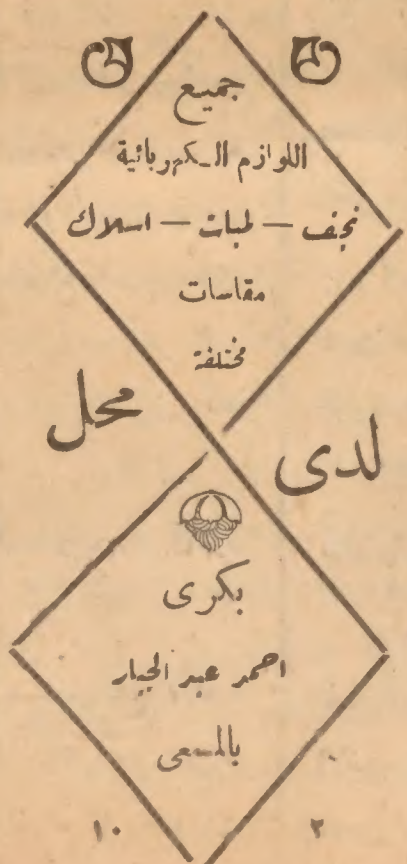 جميع
اللوازم الكهربائية
نجف — لمبات — اسلاك
مقاسات
مختلفة
لدى محل
بكرى
احمد عبد الجبار
بالمسعى
٢ ١٠